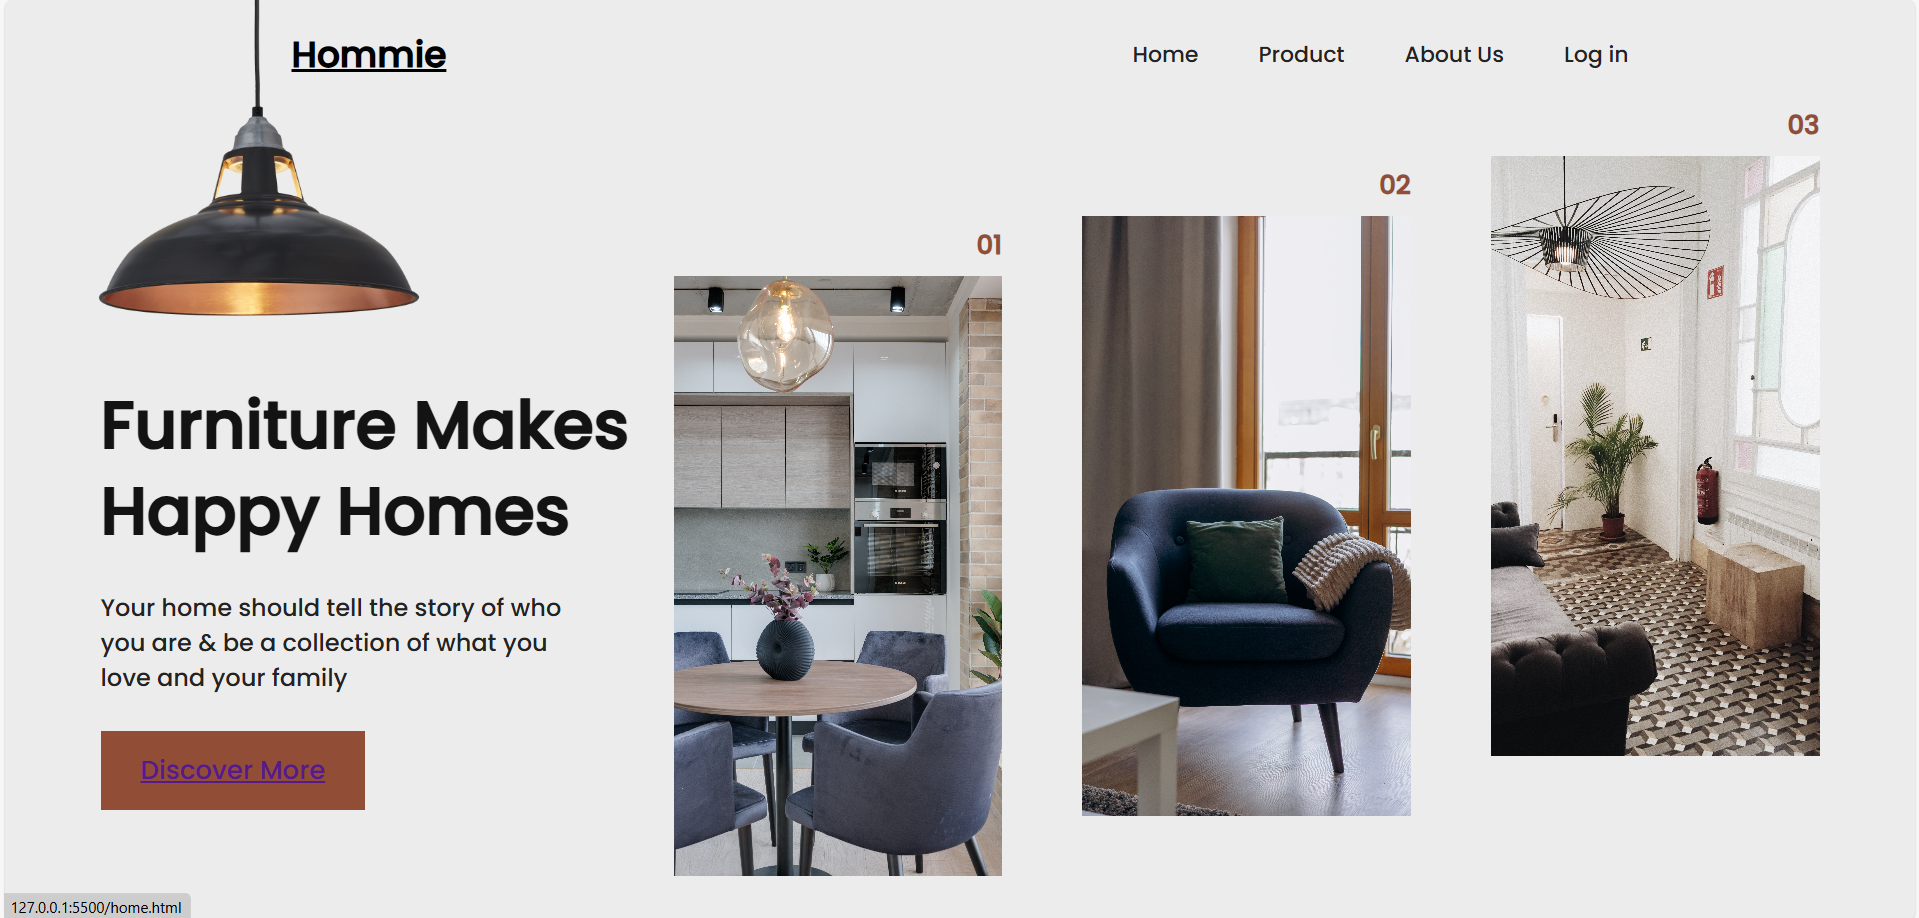 Hommie
Home
Product
About Us
Log in
03
02
01
Furniture Makes
Happy Homes
Your home should tell the story of who
you are & be a collection of what you
love and your family
Discover More
127.0.0.1:5500/home.html